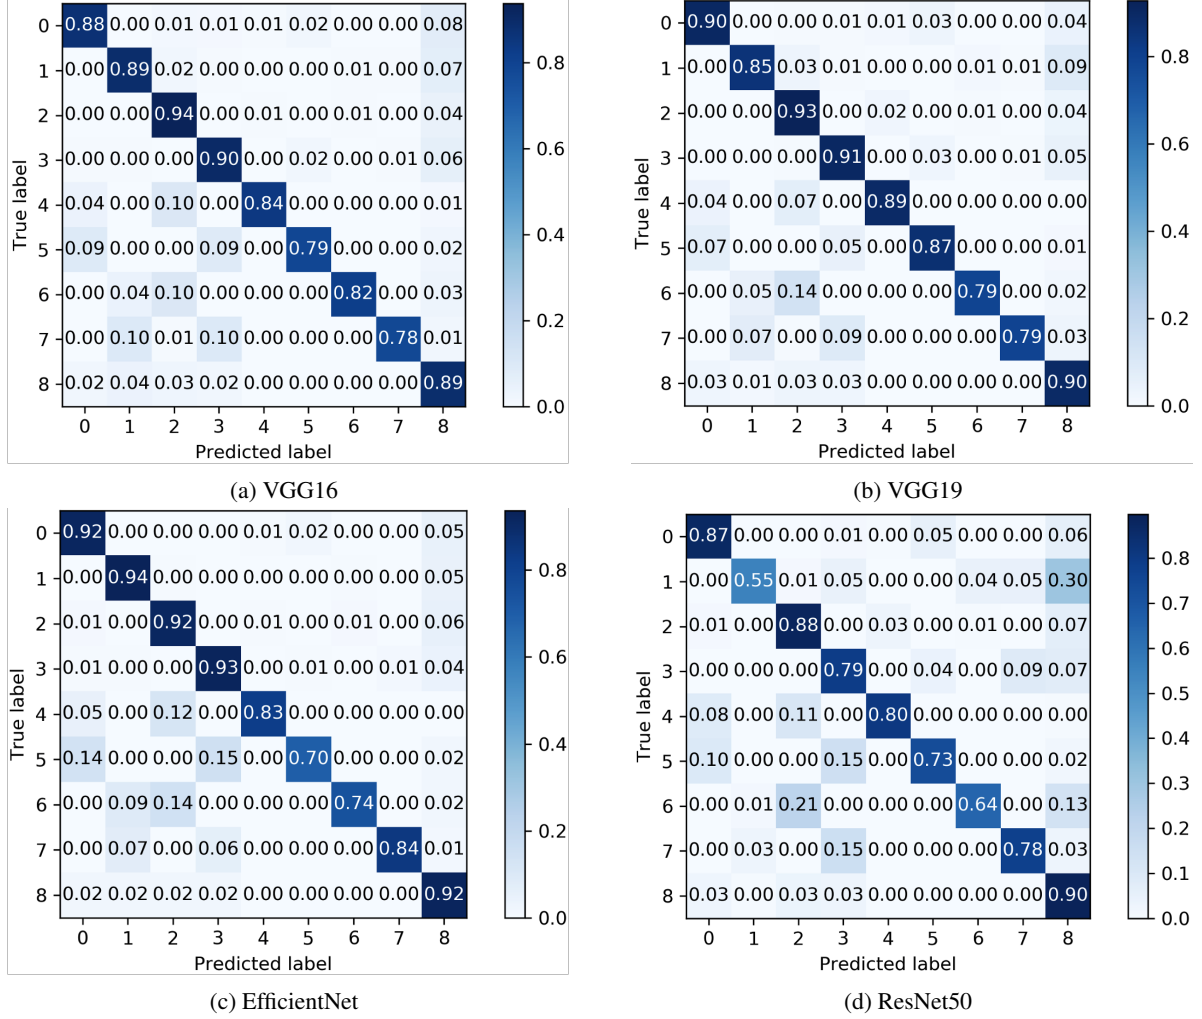 0 0.88 0.00 0.01 0.01 0.01 0.02 0.00 0.00 0.08
1 0.00 0.89 0.02 0.00 0.00 0.00 0.01 0.00 0.07
2 0.00 0.00 0.94 0.00 0.01 0.00 0.01 0.00 0.04
3 0.00 0.00 0.00 0.90 0.00 0.02 0.00 0.01 0.06
4 0.04 0.00 0.10 0.00 0.84 0.00 0.00 0.00 0.01
5 0.09 0.00 0.00 0.09 0.00 0.79 0.00 0.00 0.02
6 0.00 0.04 0.10 0.00 0.00 0.00 0.82 0.00 0.03
7 0.00 0.10 0.01 0.10 0.00 0.00 0.00 0.78 0.01
8 0.02 0.04 0.03 0.02 0.00 0.00 0.00 0.00 0.89
0 1 2 3 4 5 6 7 8
Predicted label
True label
0.8
0.6
0.4
0.2
0.0
(a) VGG16
0 0.90 0.00 0.00 0.01 0.01 0.03 0.00 0.00 0.04
1 0.00 0.85 0.03 0.01 0.00 0.00 0.01 0.01 0.09
2 0.00 0.00 0.93 0.00 0.02 0.00 0.01 0.00 0.04
3 0.00 0.00 0.00 0.91 0.00 0.03 0.00 0.01 0.05
4 0.04 0.00 0.07 0.00 0.89 0.00 0.00 0.00 0.00
5 0.07 0.00 0.00 0.05 0.00 0.87 0.00 0.00 0.01
6 0.00 0.05 0.14 0.00 0.00 0.00 0.79 0.00 0.02
7 0.00 0.07 0.00 0.09 0.00 0.00 0.00 0.79 0.03
8 0.03 0.01 0.03 0.03 0.00 0.00 0.00 0.00 0.90
0 1 2 3 4 5 6 7 8
Predicted label
True label
0.8
0.6
0.4
0.2
0.0
(b) VGG19
0 0.92 0.00 0.00 0.00 0.01 0.02 0.00 0.00 0.05
1 0.00 0.94 0.00 0.00 0.00 0.00 0.00 0.00 0.05
2 0.01 0.00 0.92 0.00 0.01 0.00 0.01 0.00 0.06
3 0.01 0.00 0.00 0.93 0.00 0.01 0.00 0.01 0.04
4 0.05 0.00 0.12 0.00 0.83 0.00 0.00 0.00 0.00
5 0.14 0.00 0.00 0.15 0.00 0.70 0.00 0.00 0.02
6 0.00 0.09 0.14 0.00 0.00 0.00 0.74 0.00 0.02
7 0.00 0.07 0.00 0.06 0.00 0.00 0.00 0.84 0.01
8 0.02 0.02 0.02 0.02 0.00 0.00 0.00 0.00 0.92
0 1 2 3 4 5 6 7 8
Predicted label
True label
0.8
0.6
0.4
0.2
0.0
(c) EfficientNet
0 0.87 0.00 0.00 0.01 0.00 0.05 0.00 0.00 0.06
1 0.00 0.55 0.01 0.05 0.00 0.00 0.04 0.05 0.30
2 0.01 0.00 0.88 0.00 0.03 0.00 0.01 0.00 0.07
3 0.00 0.00 0.00 0.79 0.00 0.04 0.00 0.09 0.07
4 0.08 0.00 0.11 0.00 0.80 0.00 0.00 0.00 0.00
5 0.10 0.00 0.00 0.15 0.00 0.73 0.00 0.00 0.02
6 0.00 0.01 0.21 0.00 0.00 0.00 0.64 0.00 0.13
7 0.00 0.03 0.00 0.15 0.00 0.00 0.00 0.78 0.03
8 0.03 0.00 0.03 0.03 0.00 0.00 0.00 0.00 0.90
0 1 2 3 4 5 6 7 8
Predicted label
True label
0.8
0.7
0.6
0.5
0.4
0.3
0.2
0.1
0.0
(d) ResNet50